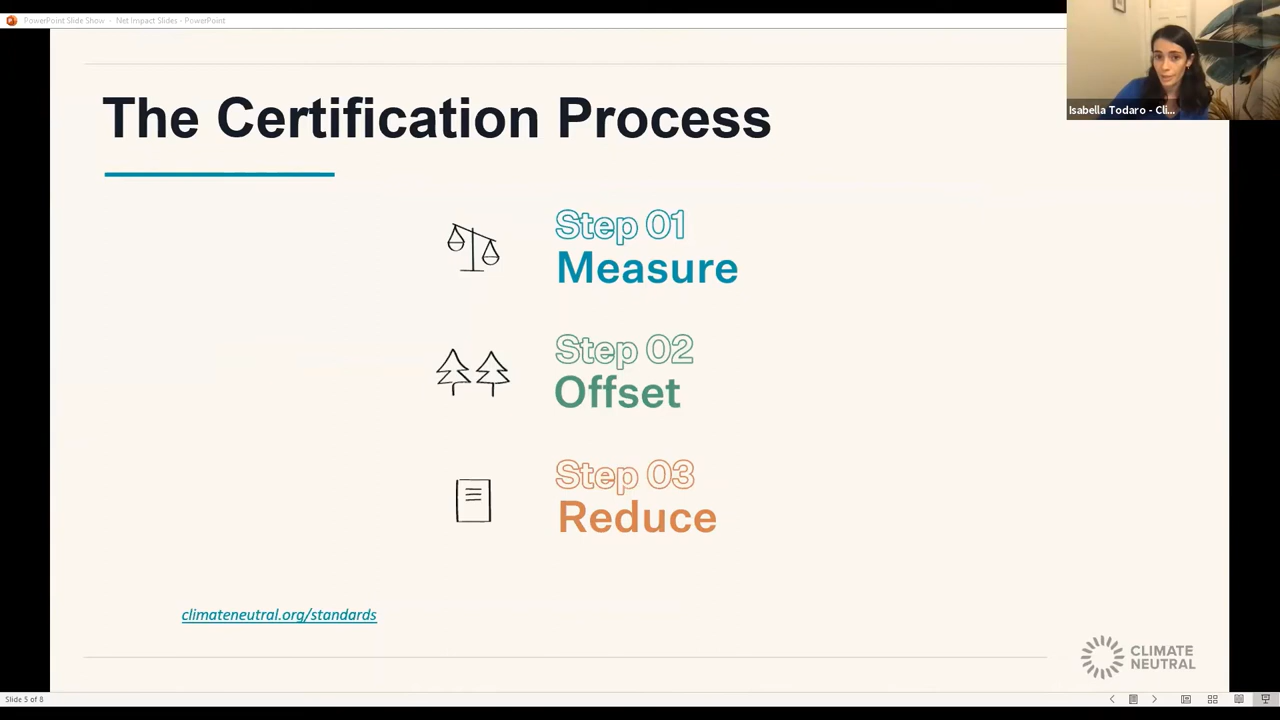 PowerPoint Slide Show - Net Impact Slides - PowerPoint
Isabella Todaro - Cli...
The Certification Process
Step 01
Measure
Step 02
Offset
Step 03
Reduce
climateneutral.org/standards
CLIMATE
NEUTRAL
Slide 5 of 8